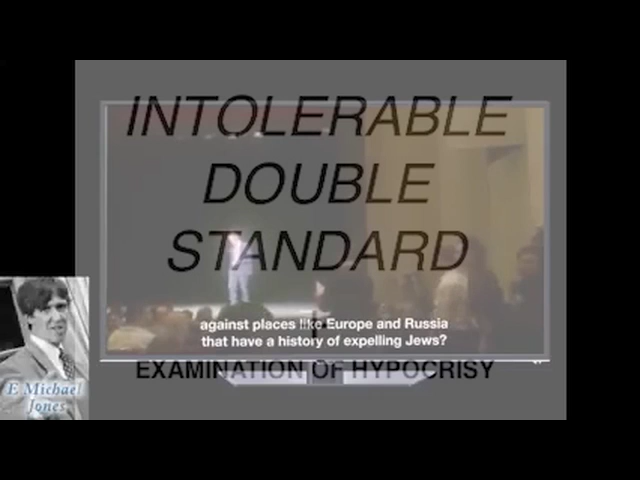 INTOLERABLE
DOUBLE
STANDARD
against places like Europe and Russia
that have a history of expelling Jews?
EXAMINATION OF HYPOCRISY
E Michael
Jones